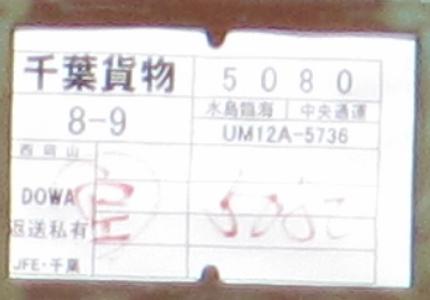 千葉貨物 5080
8-9 水島臨海 中央通運
UM12A-5736
西岡山
DOWA
返送私有
JFE・千葉